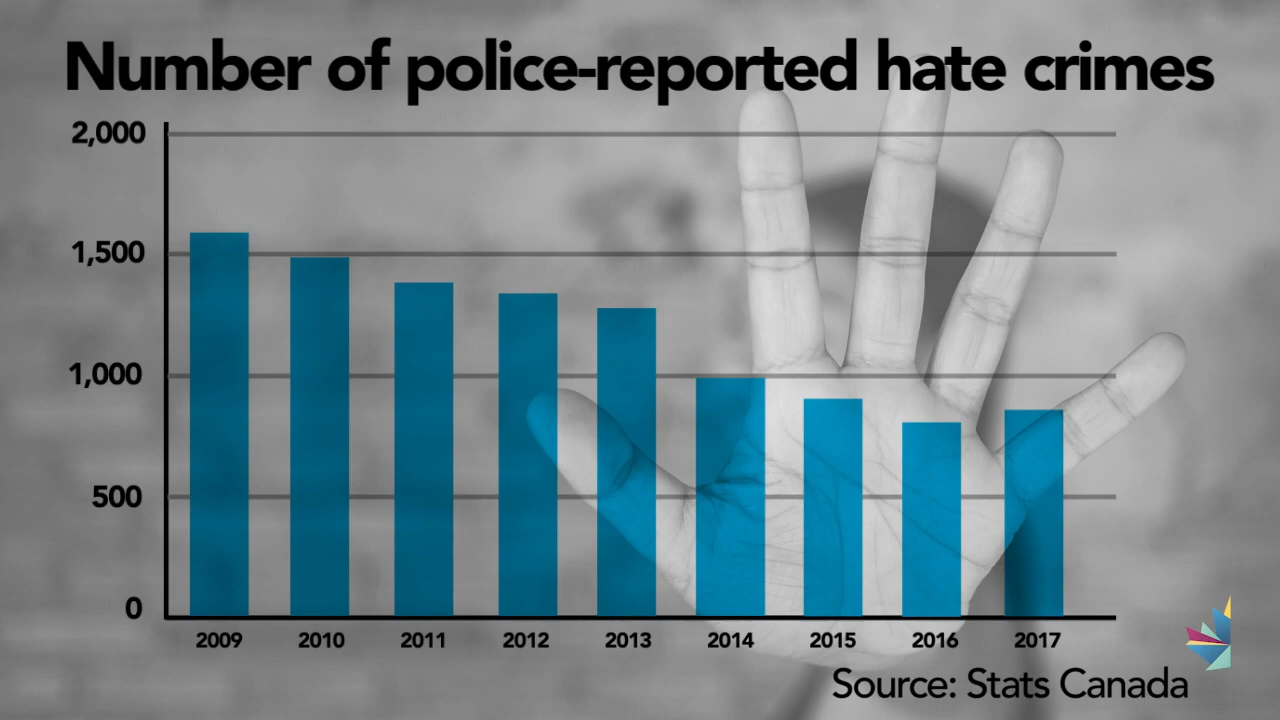 Number of police-reported hate crimes
2,000
1,500
1,000
500
0
2009 2010 2011 2012 2013 2014 2015 2016 2017
Source: Stats Canada